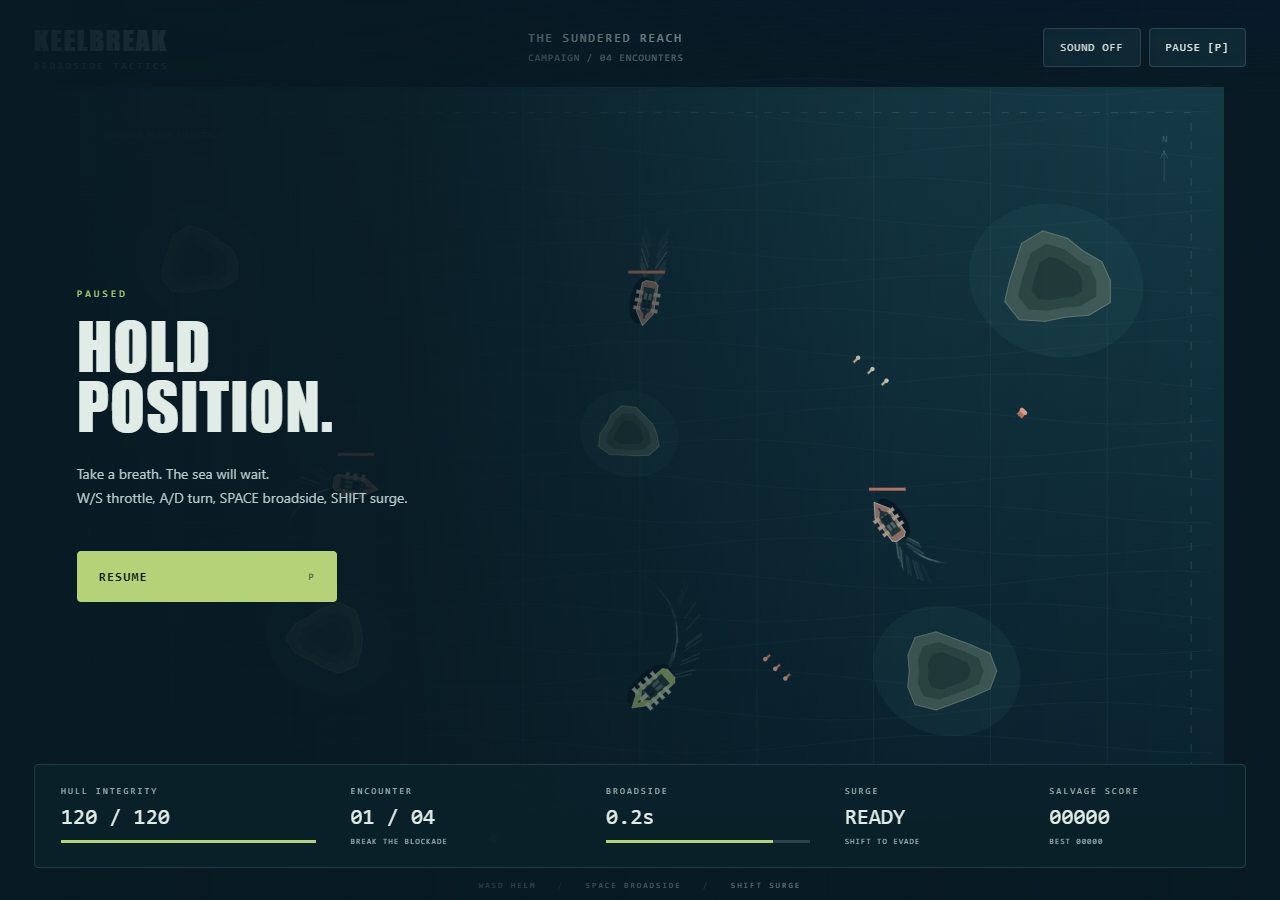 KEELBREAK
BROADSIDE TACTICS
THE SUNDERED REACH
CAMPAIGN / 04 ENCOUNTERS
SOUND OFF
PAUSE [P]
N
PAUSED
HOLD
POSITION.
Take a breath. The sea will wait.
W/S throttle, A/D turn, SPACE broadside, SHIFT surge.
RESUME
P
HULL INTEGRITY
120 / 120
ENCOUNTER
01 / 04
BREAK THE BLOCKADE
BROADSIDE
0.2s
SURGE
READY
SHIFT TO EVADE
SALVAGE SCORE
00000
BEST 00000
WASD HELM / SPACE BROADSIDE / SHIFT SURGE